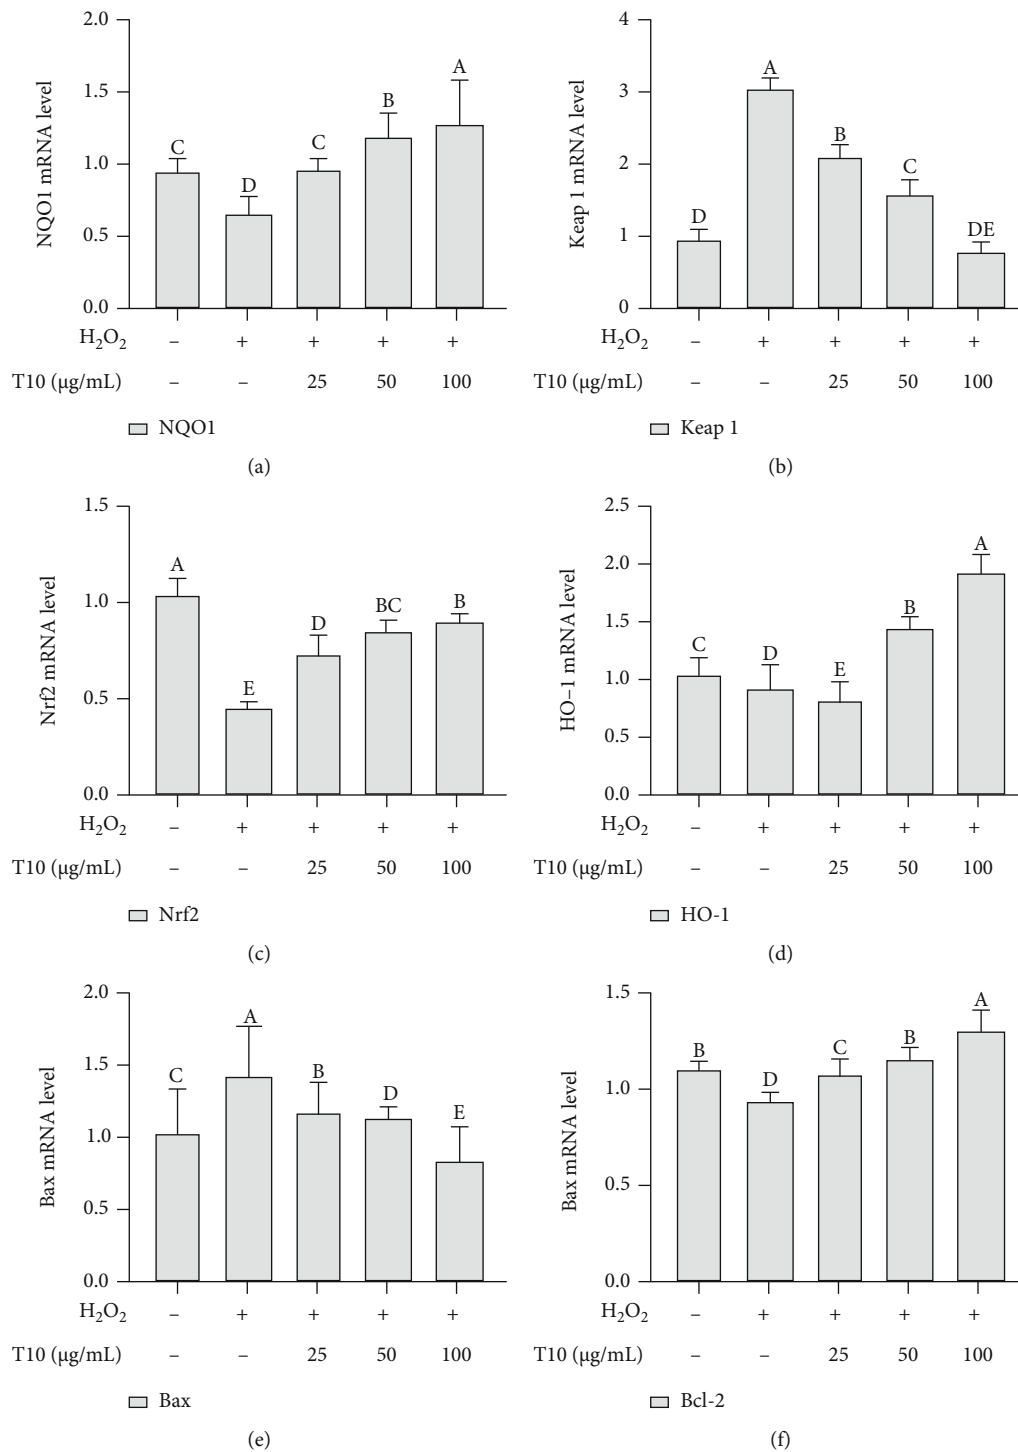 2.0
1.5
1.0
0.5
0.0
NQO1 mRNA level
C
D
C
B
A
H₂O₂ – + + + +
T10 (μg/mL) – – 25 50 100
NQO1
(a)
4
3
2
1
0
Keap 1 mRNA level
D
A
B
C
DE
H₂O₂ – + + + +
T10 (μg/mL) – – 25 50 100
Keap 1
(b)
1.5
1.0
0.5
0.0
Nrf2 mRNA level
A
E
D
BC
B
H₂O₂ – + + + +
T10 (μg/mL) – – 25 50 100
Nrf2
(c)
2.5
2.0
1.5
1.0
0.5
0.0
HO–1 mRNA level
C
D
E
B
A
H₂O₂ – + + + +
T10 (μg/mL) – – 25 50 100
HO-1
(d)
2.0
1.5
1.0
0.5
0.0
Bax mRNA level
C
A
B
D
E
H₂O₂ – + + + +
T10 (μg/mL) – – 25 50 100
Bax
(e)
1.5
1.0
0.5
0.0
Bax mRNA level
B
D
C
B
A
H₂O₂ – + + + +
T10 (μg/mL) – – 25 50 100
Bcl-2
(f)